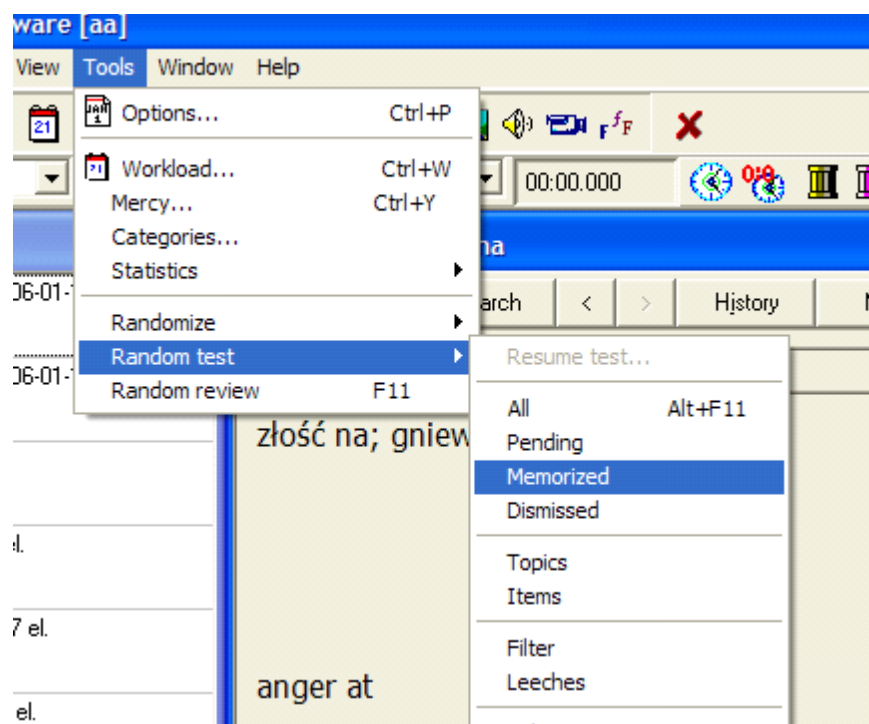 ware [aa]
View Tools Window Help
Options... Ctrl+P
21
F f F
Workload... Ctrl+W
00:00.000
Mercy... Ctrl+Y
Categories...
na
Statistics
06-01-
arch < > History
Randomize
Random test
Resume test...
06-01-
Random review F11
All Alt+F11
złość na; gniew
Pending
Memorized
Dismissed
el.
Topics
Items
7 el.
Filter
anger at
Leeches
el.